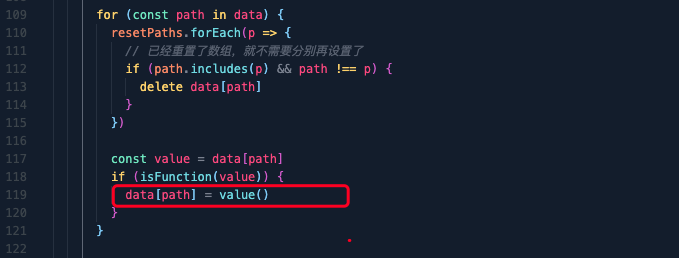 109 for (const path in data) {
110 resetPaths.forEach(p => {
111 // 已经重置了数组，就不需要分别再设置了
112 if (path.includes(p) && path !== p) {
113 delete data[path]
114 }
115 })
116
117 const value = data[path]
118 if (isFunction(value)) {
119 data[path] = value()
120 }
121 }
122